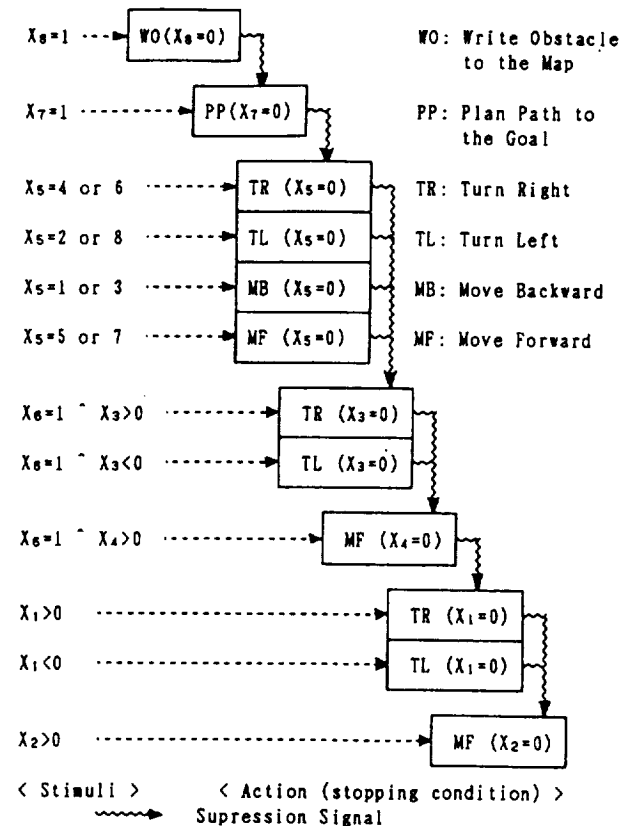 X₈=1 WO(X₈=0) WO: Write Obstacle
to the Map
X₇=1 PP(X₇=0) PP: Plan Path to
the Goal
X₅=4 or 6 TR (X₅=0) TR: Turn Right
X₅=2 or 8 TL (X₅=0) TL: Turn Left
X₅=1 or 3 MB (X₅=0) MB: Move Backward
X₅=5 or 7 MF (X₅=0) MF: Move Forward
X₆=1 ^ X₃>0 TR (X₃=0)
X₆=1 ^ X₃<0 TL (X₃=0)
X₆=1 ^ X₄>0 MF (X₄=0)
X₁>0 TR (X₁=0)
X₁<0 TL (X₁=0)
X₂>0 MF (X₂=0)
< Stimuli > < Action (stopping condition) >
Supression Signal